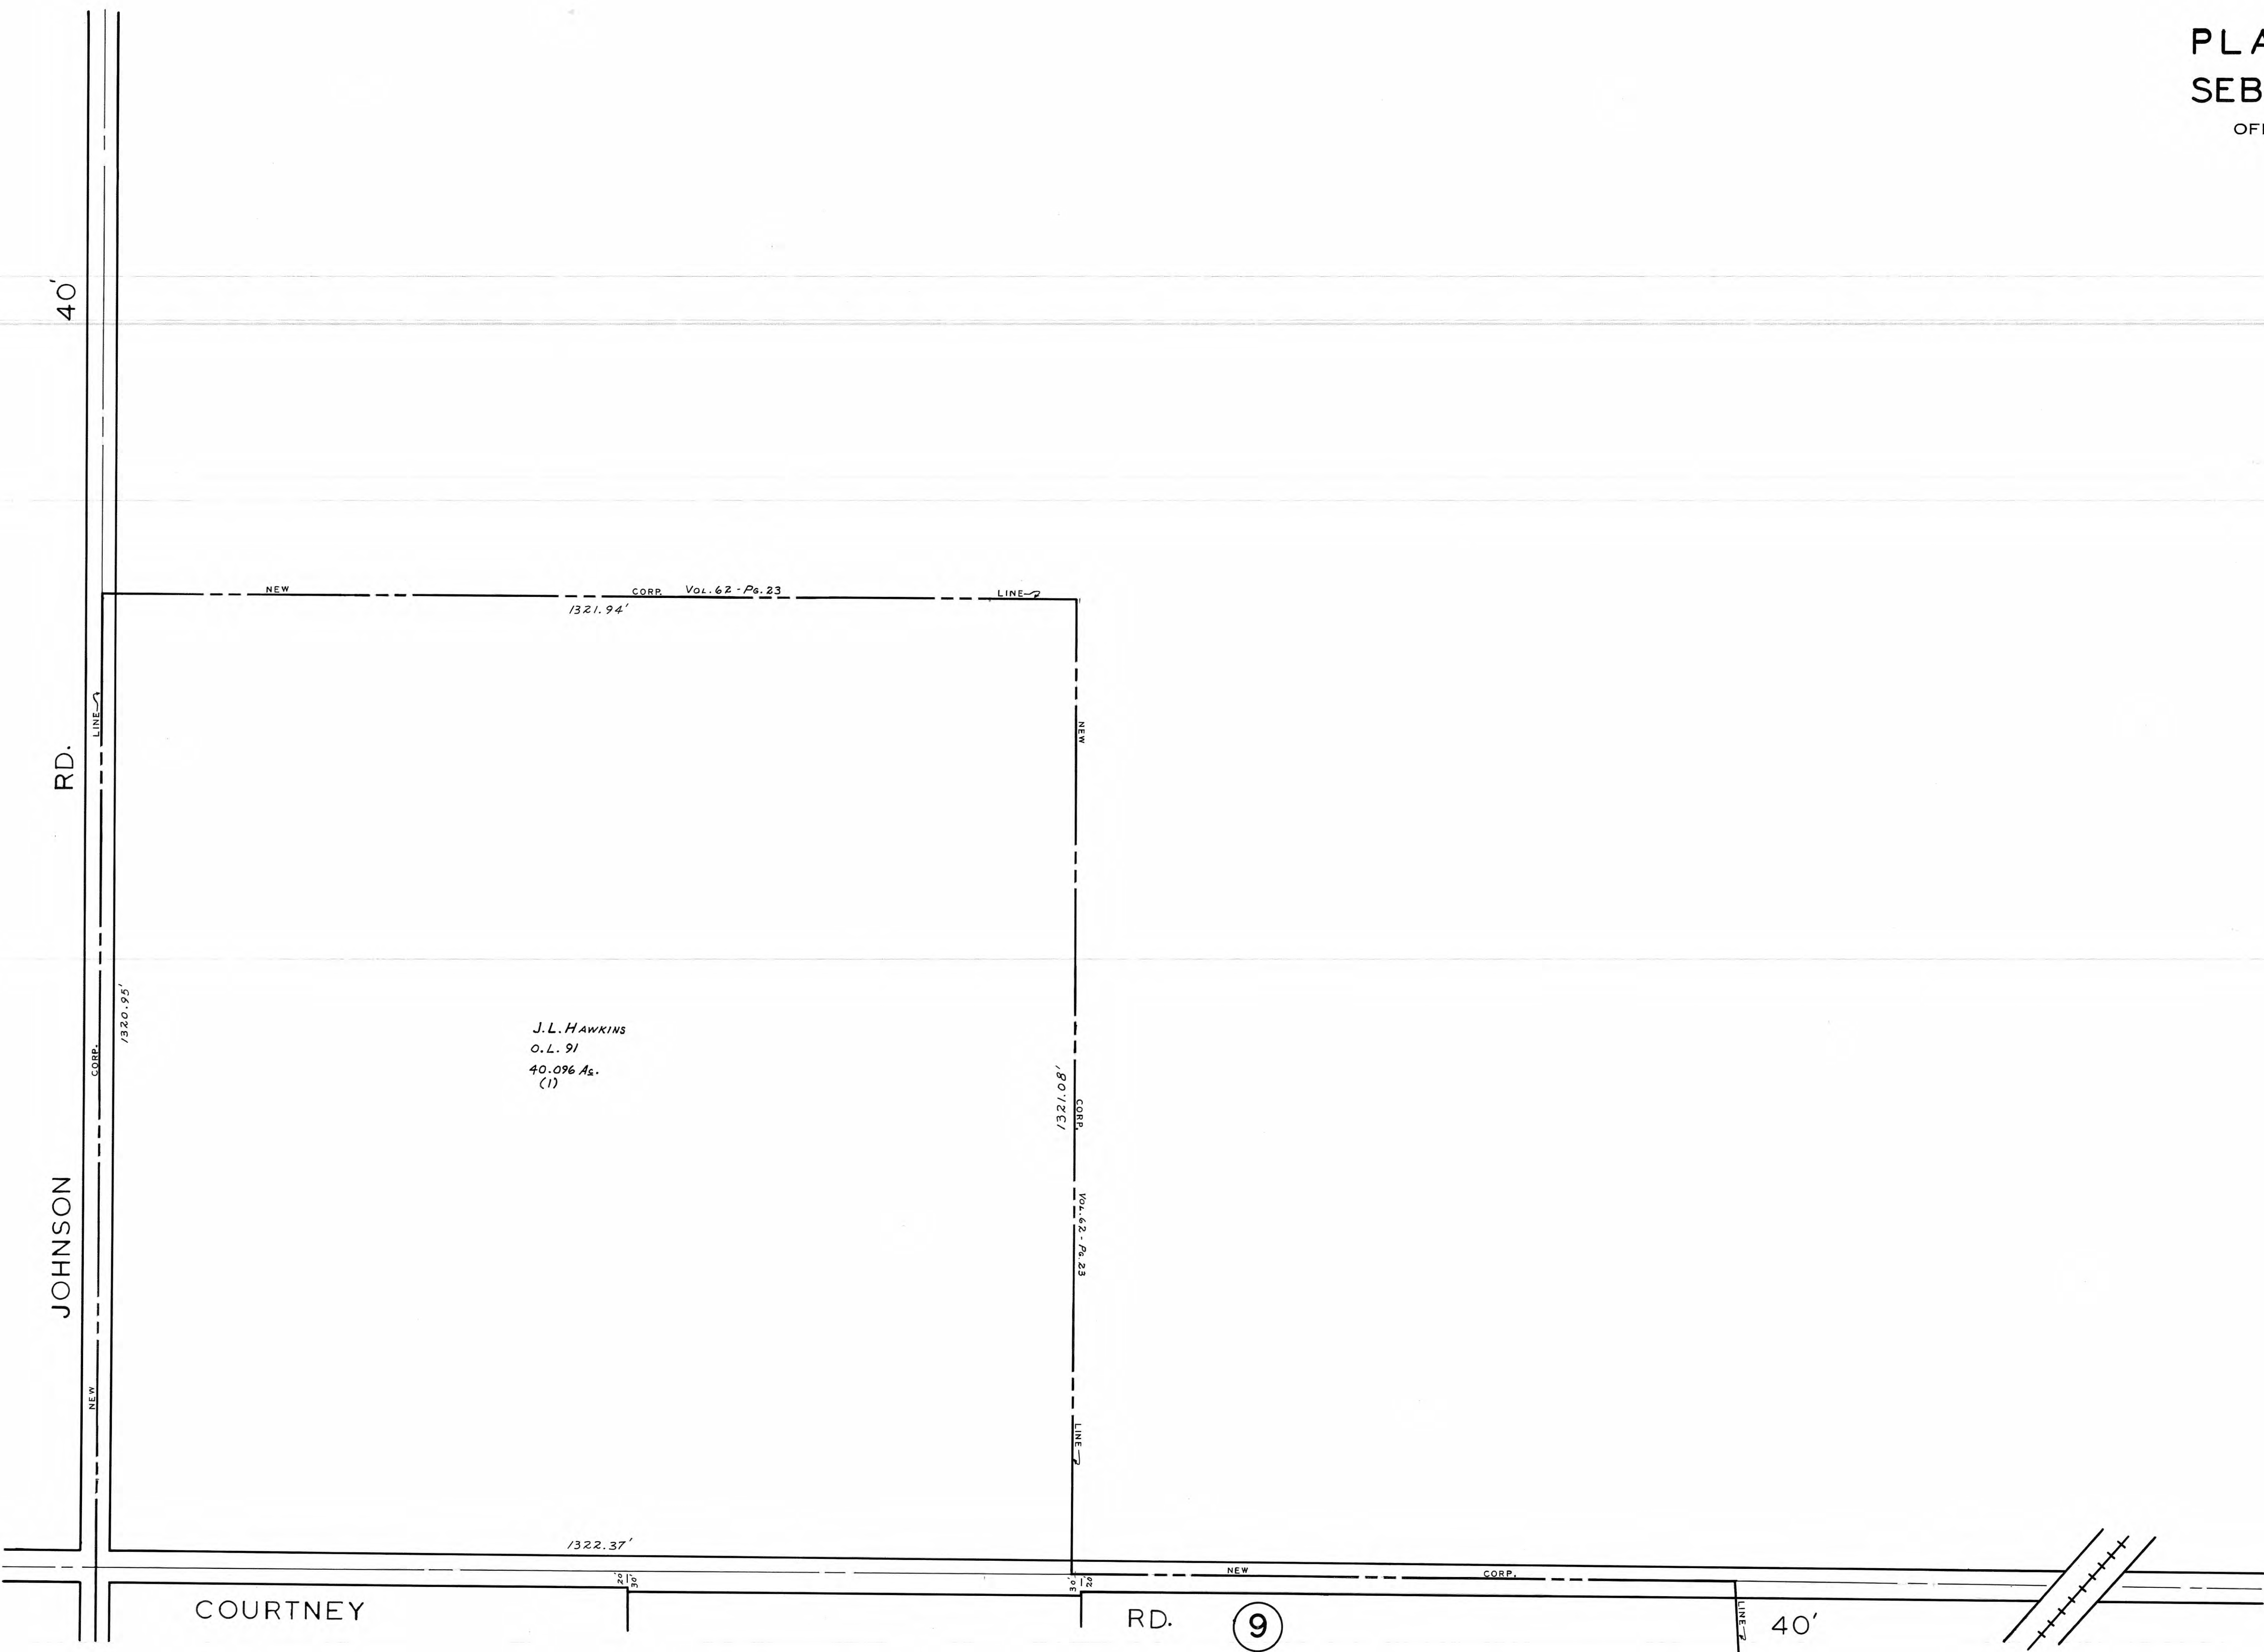 PLA
SEB
OFF
40'
RD.
JOHNSON
NEW CORP. VOL. 62 - PG. 23 LINE
1321.94'
LINE
CORP.
NEW
1320.95'
J.L. HAWKINS
O.L. 91
40.096 As.
(1)
NEW
CORP.
VOL. 62 - PG. 23
LINE
1321.08'
1322.37'
20' 30'
30' 20'
NEW CORP.
LINE
COURTNEY RD. 9 40'